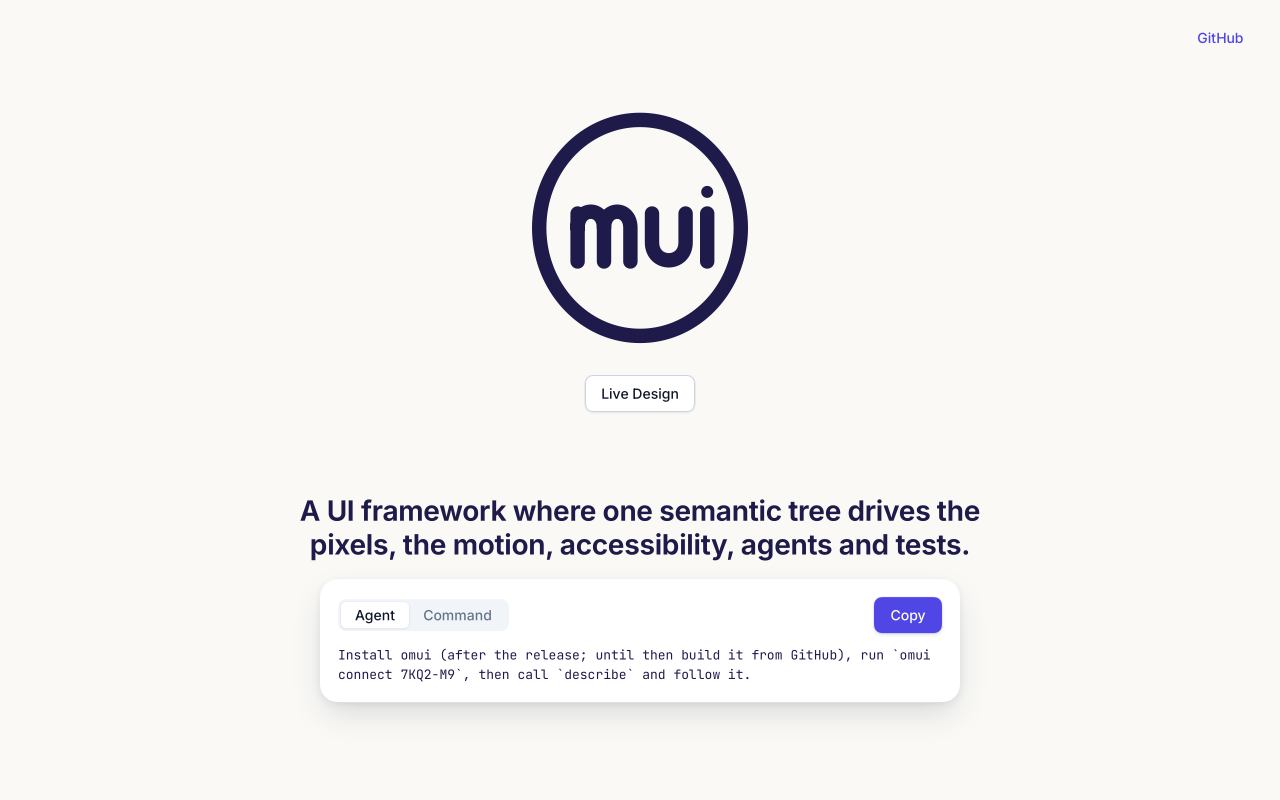 GitHub
mui
Live Design
A UI framework where one semantic tree drives the
pixels, the motion, accessibility, agents and tests.
Agent
Command
Copy
Install omui (after the release; until then build it from GitHub), run `omui
connect 7KQ2-M9`, then call `describe` and follow it.